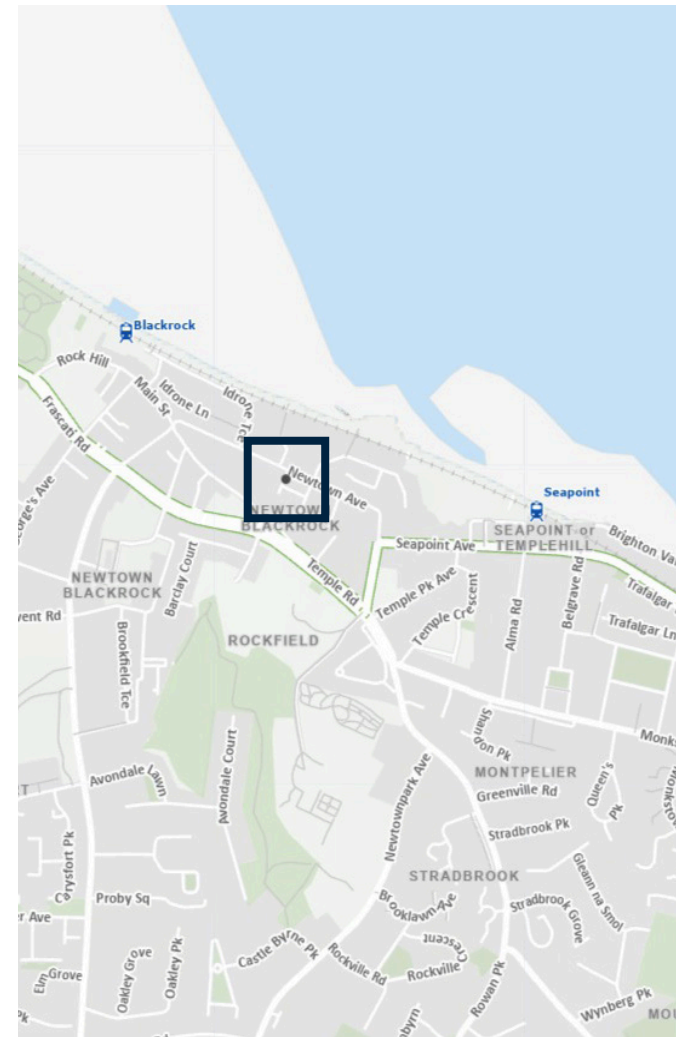 Blackrock
Rock Hill
Idrone Ln
Idrone Tce
Main St
Frascati Rd
Newtown Ave
Seapoint
NEWTOWN
BLACKROCK
Seapoint Ave
SEAPOINT or
TEMPLEHILL
Brighton
Trafalgar
Trafalgar Ln
Belgrave Rd
Alma Rd
Temple Rd
Temple Pk Ave
Temple Crescent
Barclay Court
NEWTOWN
BLACKROCK
Brookfield Tce
ROCKFIELD
Avondale Court
Avondale Lawn
Shandon Pk
MONTPELIER
Greenville Rd
Queen's
Pk
Newtownpark Ave
Stradbrook Pk
STRADBROOK
Gleann na Smol
Stradbrook Grove
Brooklawn Ave
Carysfort Pk
Proby Sq
Oakley Grove
Oakley Pk
Elm Grove
Castle Byrne Pk
Rockville Rd
Rockville
Crescent
Rowan Pk
Wynberg Pk